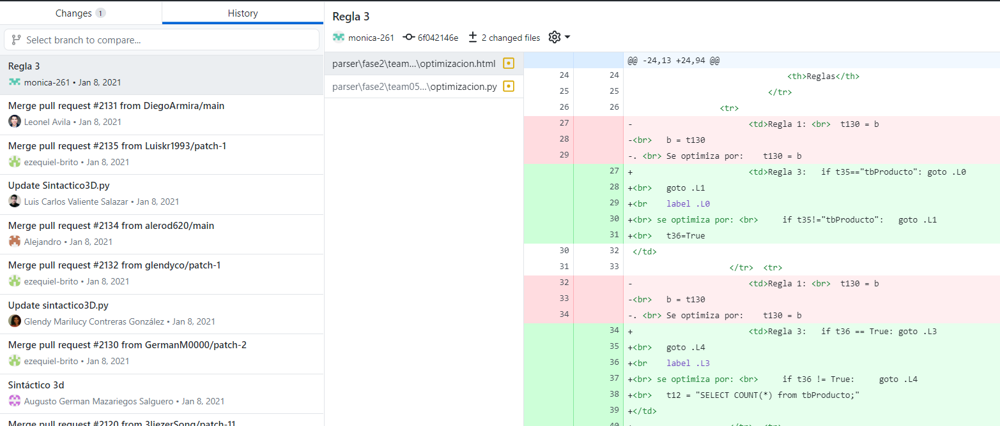 Changes 1
History
Select branch to compare...
Regla 3
monica-261 • Jan 8, 2021
Merge pull request #2131 from DiegoArmira/main
Leonel Avila • Jan 8, 2021
Merge pull request #2135 from Luiskr1993/patch-1
ezequiel-brito • Jan 8, 2021
Update Sintactico3D.py
Luis Carlos Valiente Salazar • Jan 8, 2021
Merge pull request #2134 from alerod620/main
Alejandro • Jan 8, 2021
Merge pull request #2132 from glendyco/patch-1
ezequiel-brito • Jan 8, 2021
Update sintactico3D.py
Glendy Marilucy Contreras González • Jan 8, 2021
Merge pull request #2130 from GermanM0000/patch-2
ezequiel-brito • Jan 8, 2021
Sintáctico 3d
Augusto German Mazariegos Salguero • Jan 8, 2021
Merge pull request #2120 from 3liezerSong/patch-11
Regla 3
monica-261 6f042146e 2 changed files
parser\fase2\team...\optimizacion.html
parser\fase2\team05...\optimizacion.py
@@ -24,13 +24,94 @@
24 24 <th>Reglas</th>
25 25 </tr>
26 26 <tr>
27 - <td>Regla 1: <br> t130 = b
28 -<br> b = t130
29 -. <br> Se optimiza por: t130 = b
27 + <td>Regla 3: if t35=="tbProducto": goto .L0
28 +<br> goto .L1
29 +<br label .L0
30 +<br> se optimiza por: <br> if t35!="tbProducto": goto .L1
31 +<br> t36=True
30 32 </td>
31 33 </tr> <tr>
32 - <td>Regla 1: <br> t130 = b
33 -<br> b = t130
34 -. <br> Se optimiza por: t130 = b
34 + <td>Regla 3: if t36 == True: goto .L3
35 +<br> goto .L4
36 +<br label .L3
37 +<br> se optimiza por: <br> if t36 != True: goto .L4
38 +<br> t12 = "SELECT COUNT(*) from tbProducto;"
39 +</td>
40 + </tr> <tr>